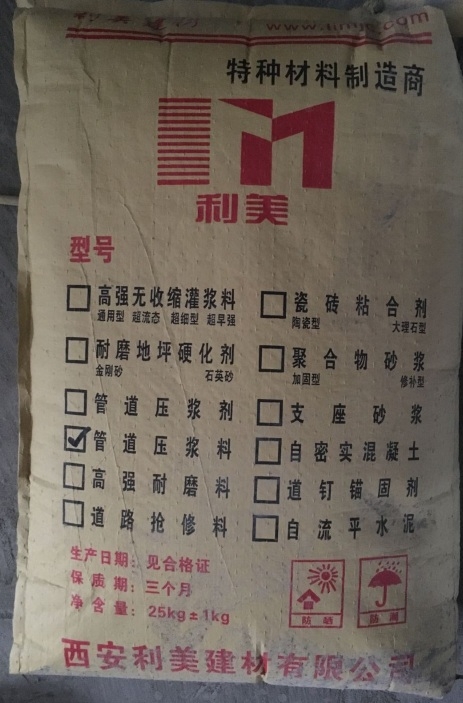 利美建材
特种材料制造商
利美
型号
高强无收缩灌浆料
通用型 超流态 超细型 超早强
瓷砖粘合剂
陶瓷型 大理石型
耐磨地坪硬化剂
金刚砂 石英砂
聚合物砂浆
加固型 修补型
管道压浆剂
支座砂浆
管道压浆料
自密实混凝土
高强耐磨料
道钉锚固剂
道路抢修料
自流平水泥
生产日期：见合格证
保质期：三个月
净含量：25kg±1kg
防晒
防潮
西安利美建材有限公司